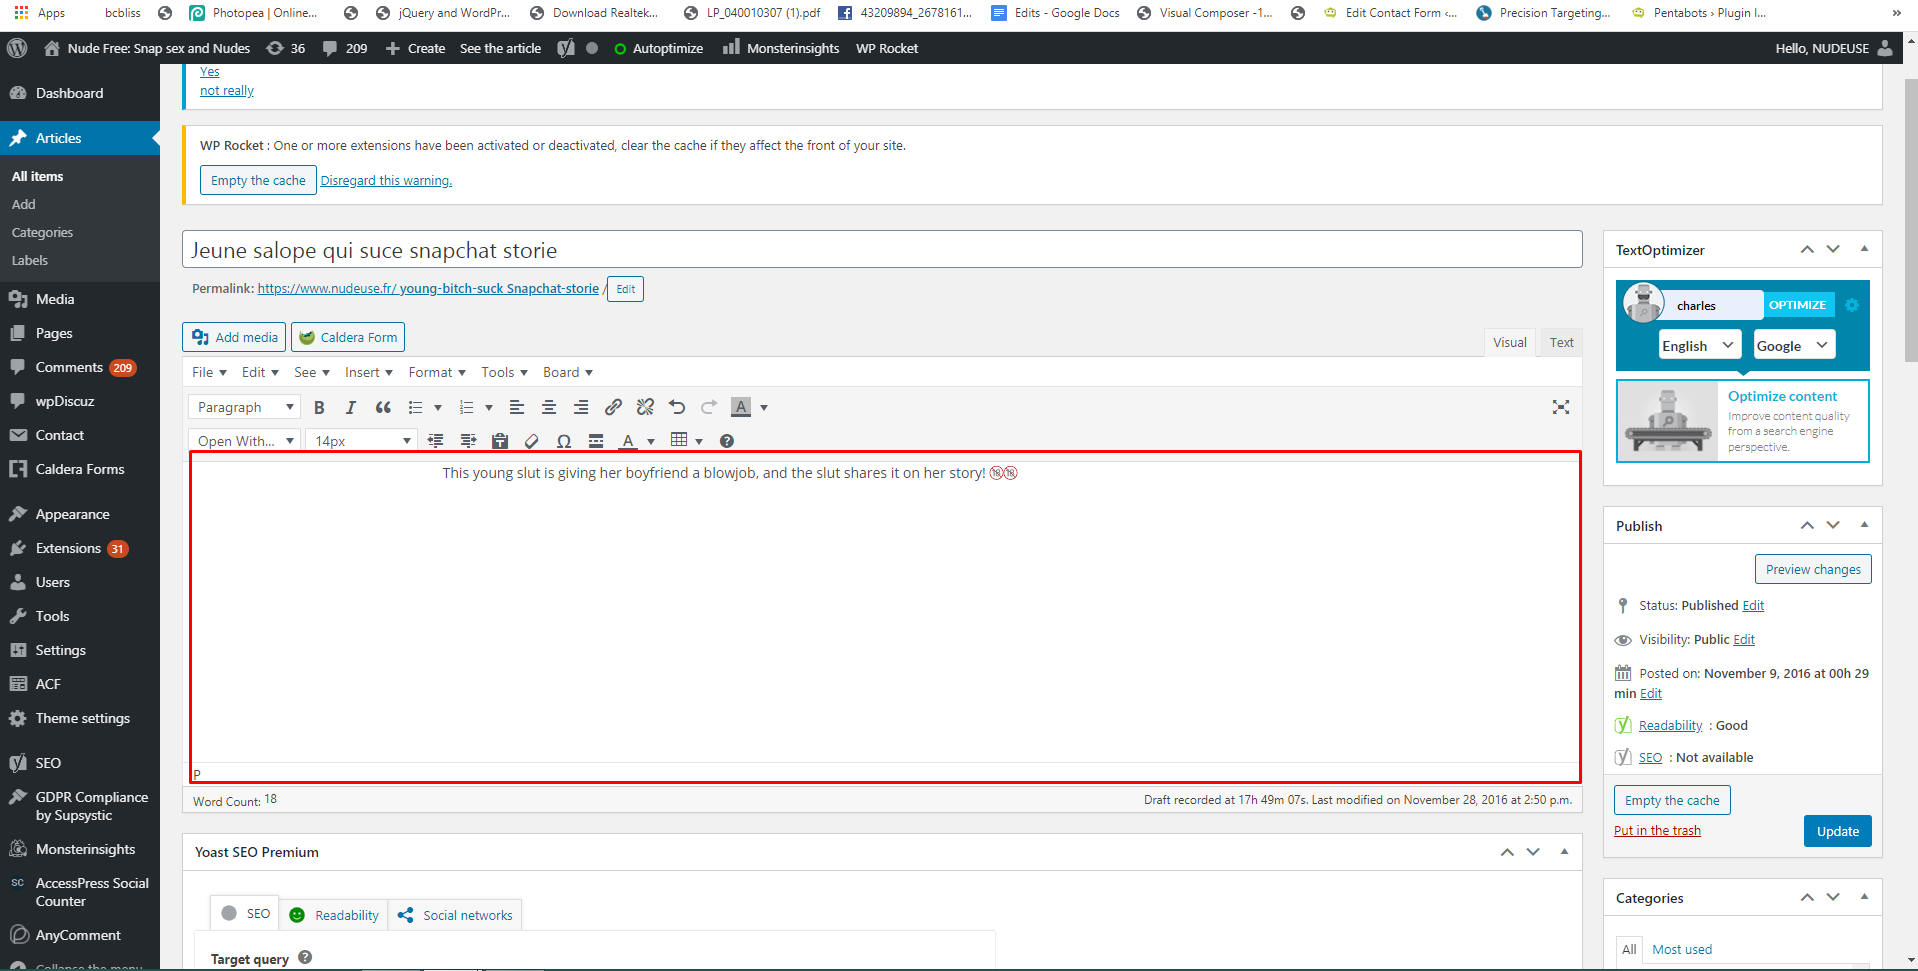 Apps bcbliss Photopea | Online... jQuery and WordPr... Download Realtek... LP_040010307 (1).pdf 43209894_2678161... Edits - Google Docs Visual Composer -1... Edit Contact Form ‹... Precision Targeting... Pentabots › Plugin I... »
Nude Free: Snap sex and Nudes 36 209 Create See the article Autoptimize Monsterinsights WP Rocket Hello, NUDEUSE
Yes
not really
WP Rocket : One or more extensions have been activated or deactivated, clear the cache if they affect the front of your site.
Empty the cache Disregard this warning.
Dashboard
Articles
All items
Add
Categories
Labels
Media
Pages
Comments 209
wpDiscuz
Contact
Caldera Forms
Appearance
Extensions 31
Users
Tools
Settings
ACF
Theme settings
SEO
GDPR Compliance
by Supsystic
Monsterinsights
SC AccessPress Social
Counter
AnyComment
Collapse the menu
Jeune salope qui suce snapchat storie
Permalink: https://www.nudeuse.fr/ young-bitch-suck Snapchat-storie / Edit
Add media Caldera Form Visual Text
File Edit See Insert Format Tools Board
Paragraph B I A
Open With... 14px Ω A
This young slut is giving her boyfriend a blowjob, and the slut shares it on her story! 🔞🔞
P
Word Count: 18 Draft recorded at 17h 49m 07s. Last modified on November 28, 2016 at 2:50 p.m.
Yoast SEO Premium
SEO Readability Social networks
Target query
TextOptimizer
charles OPTIMIZE
English Google
Optimize content
Improve content quality
from a search engine
perspective.
Publish
Preview changes
Status: Published Edit
Visibility: Public Edit
Posted on: November 9, 2016 at 00h 29
min Edit
Readability : Good
SEO : Not available
Empty the cache
Put in the trash Update
Categories
All Most used